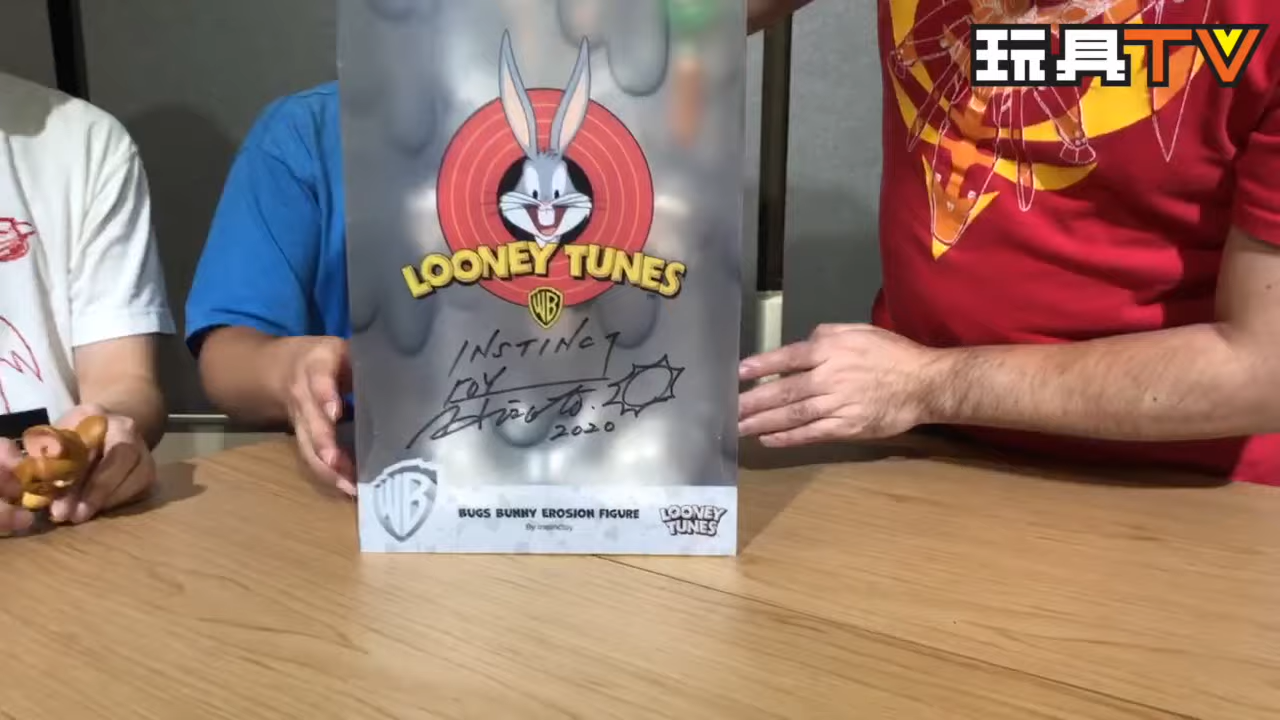 玩具TV
LOONEY TUNES
WB
INSTINCT
TOY
2020
WB
BUGS BUNNY EROSION FIGURE
LOONEY
TUNES